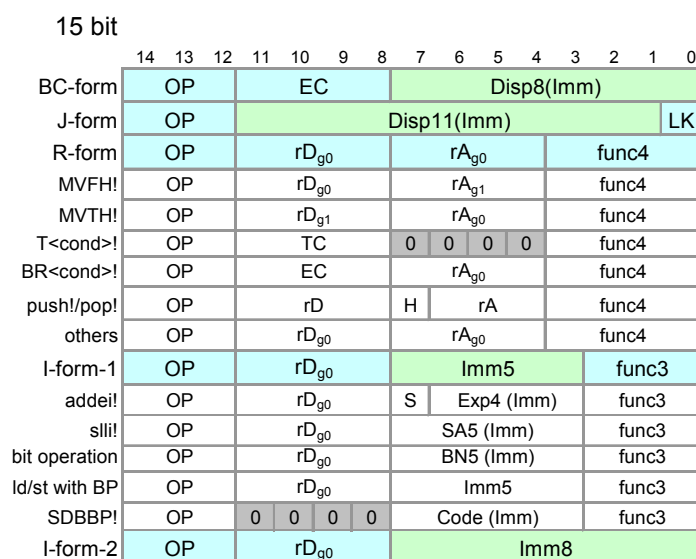 15 bit
14 13 12 11 10 9 8 7 6 5 4 3 2 1 0
BC-form OP EC Disp8(Imm)
J-form OP Disp11(Imm) LK
R-form OP rDg0 rAg0 func4
MVFH! OP rDg0 rAg1 func4
MVTH! OP rDg1 rAg0 func4
T<cond>! OP TC 0 0 0 0 func4
BR<cond>! OP EC rAg0 func4
push!/pop! OP rD H rA func4
others OP rDg0 rAg0 func4
I-form-1 OP rDg0 Imm5 func3
addei! OP rDg0 S Exp4 (Imm) func3
slli! OP rDg0 SA5 (Imm) func3
bit operation OP rDg0 BN5 (Imm) func3
ld/st with BP OP rDg0 Imm5 func3
SDBBP! OP 0 0 0 0 Code (Imm) func3
I-form-2 OP rDg0 Imm8